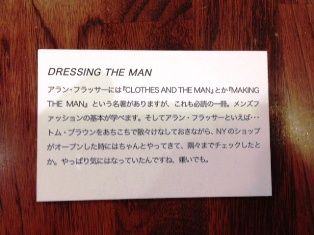 DRESSING THE MAN
アラン・フラッサーには『CLOTHES AND THE MAN』とか『MAKING
THE MAN』という名著がありますが、これも必読の一冊。メンズフ
ァッションの基本が学べます。そしてアラン・フラッサーといえば・・・
トム・ブラウンをあちこちで散々けなしておきながら、NYのショップ
がオープンした時にはちゃんとやってきて、隅々までチェックしたと
か。やっぱり気にはなっていたんですね、嫌いでも。